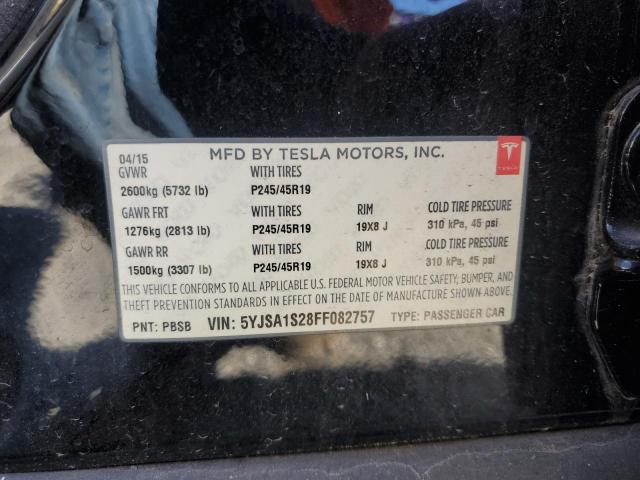 04/15 MFD BY TESLA MOTORS, INC.
GVWR WITH TIRES
2600kg (5732 lb) P245/45R19
GAWR FRT WITH TIRES RIM COLD TIRE PRESSURE
1276kg (2813 lb) P245/45R19 19X8 J 310 kPa, 45 psi
GAWR RR WITH TIRES RIM COLD TIRE PRESSURE
1500kg (3307 lb) P245/45R19 19X8 J 310 kPa, 45 psi
THIS VEHICLE CONFORMS TO ALL APPLICABLE U.S. FEDERAL MOTOR VEHICLE SAFETY, BUMPER, AND
THEFT PREVENTION STANDARDS IN EFFECT ON THE DATE OF MANUFACTURE SHOWN ABOVE.
PNT: PBSB VIN: 5YJSA1S28FF082757 TYPE: PASSENGER CAR
TESLA